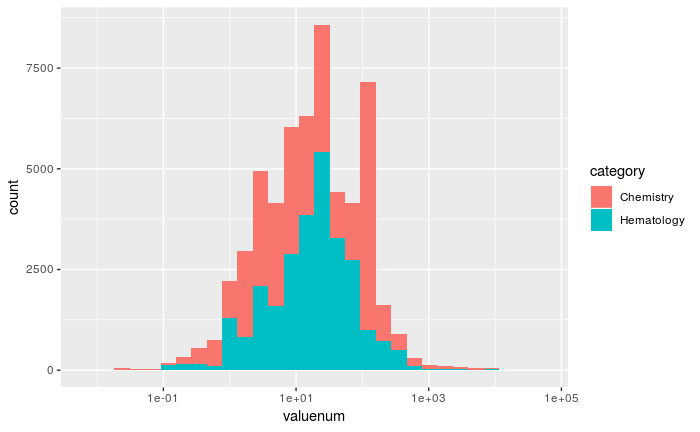 7500
5000
2500
0
count
1e-01
1e+01
1e+03
1e+05
valuenum
category
Chemistry
Hematology